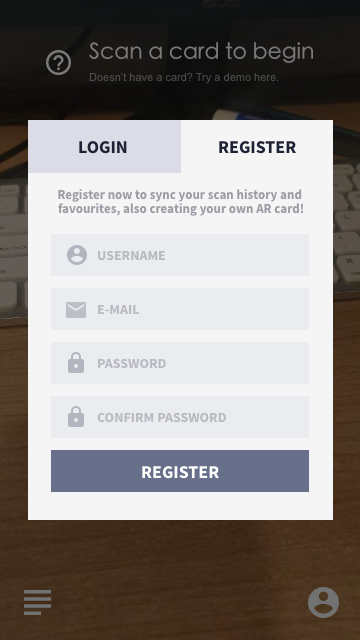 Scan a card to begin
Doesn't have a card? Try a demo here.
LOGIN
REGISTER
Register now to sync your scan history and
favourites, also creating your own AR card!
USERNAME
E-MAIL
PASSWORD
CONFIRM PASSWORD
REGISTER